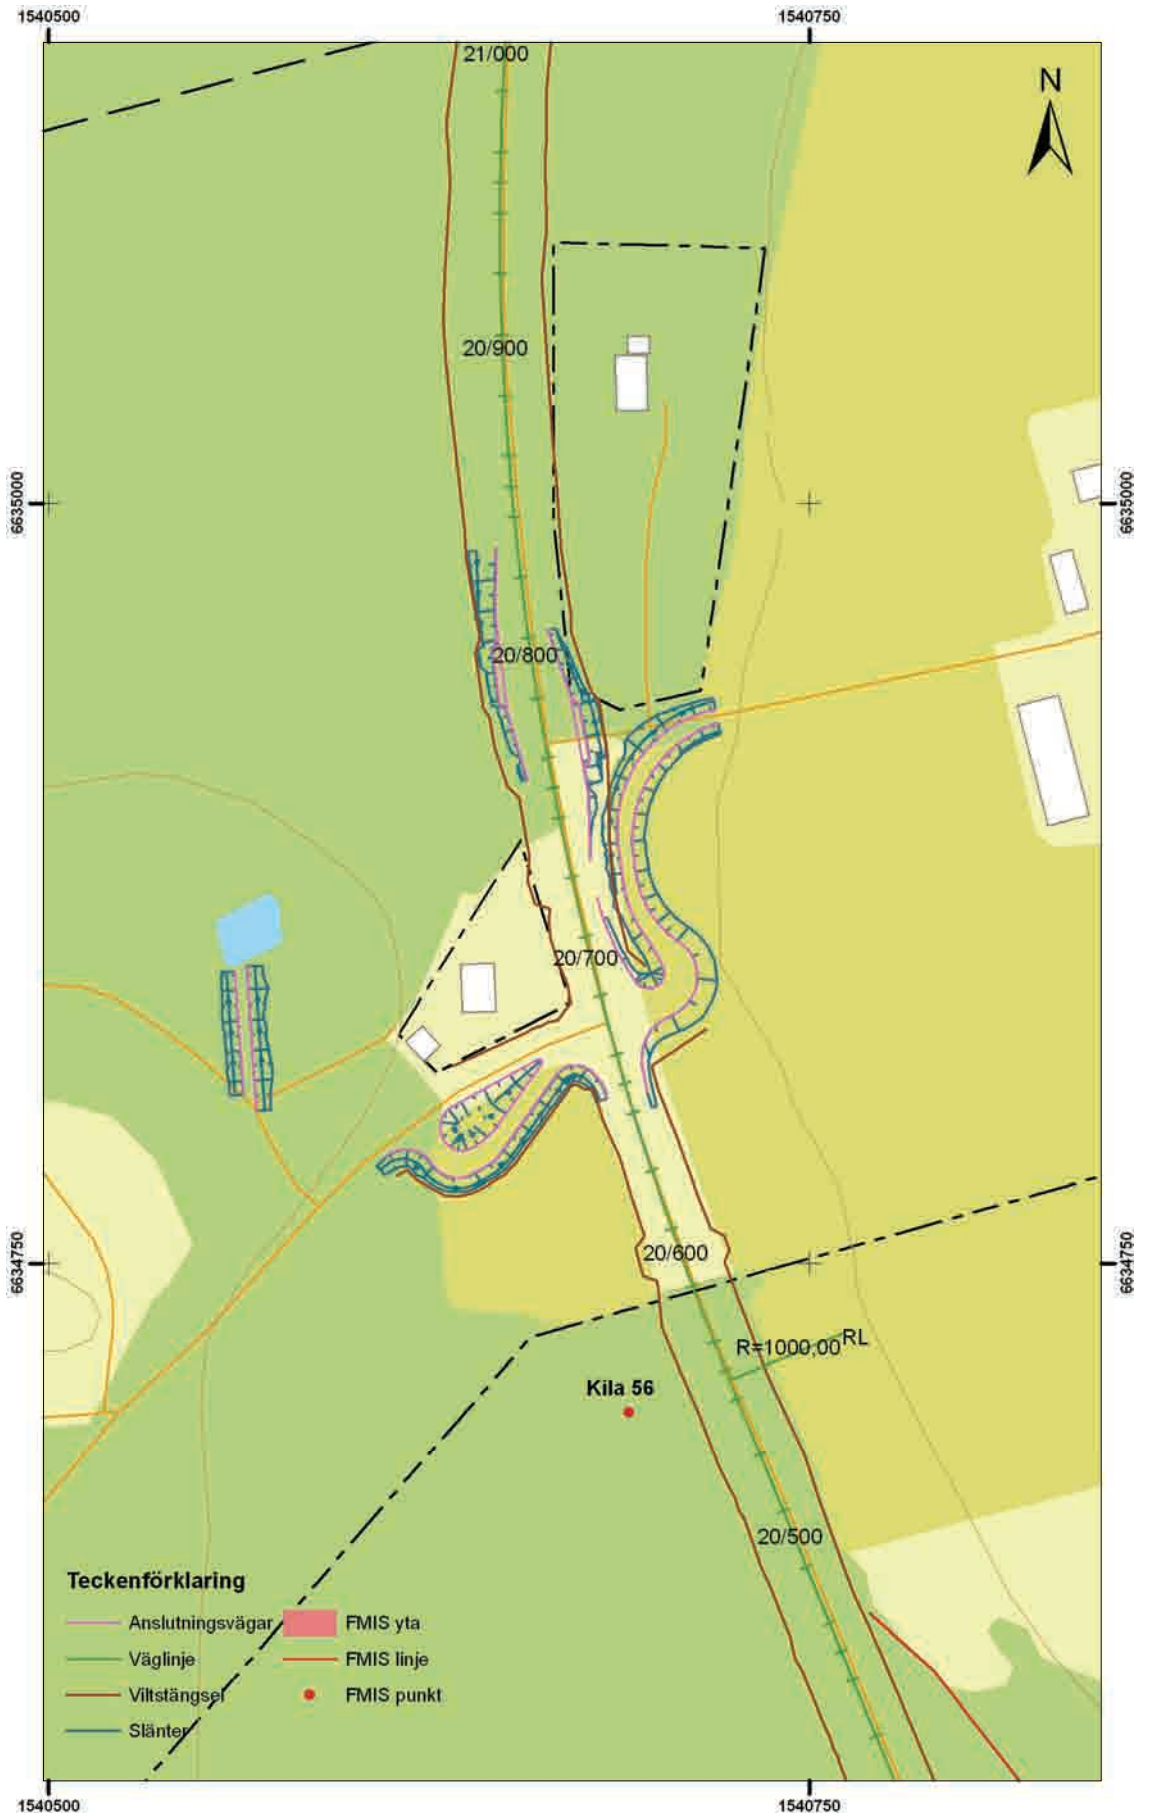 1540500 1540750
21/000
N
20/900
6635000 6635000
20/800
20/700
6634750 6634750
20/600
R=1000,00 RL
Kila 56
20/500
Teckenförklaring
Anslutningsvägar FMIS yta
Väglinje FMIS linje
Viltstängsel FMIS punkt
Slänter
1540500 1540750